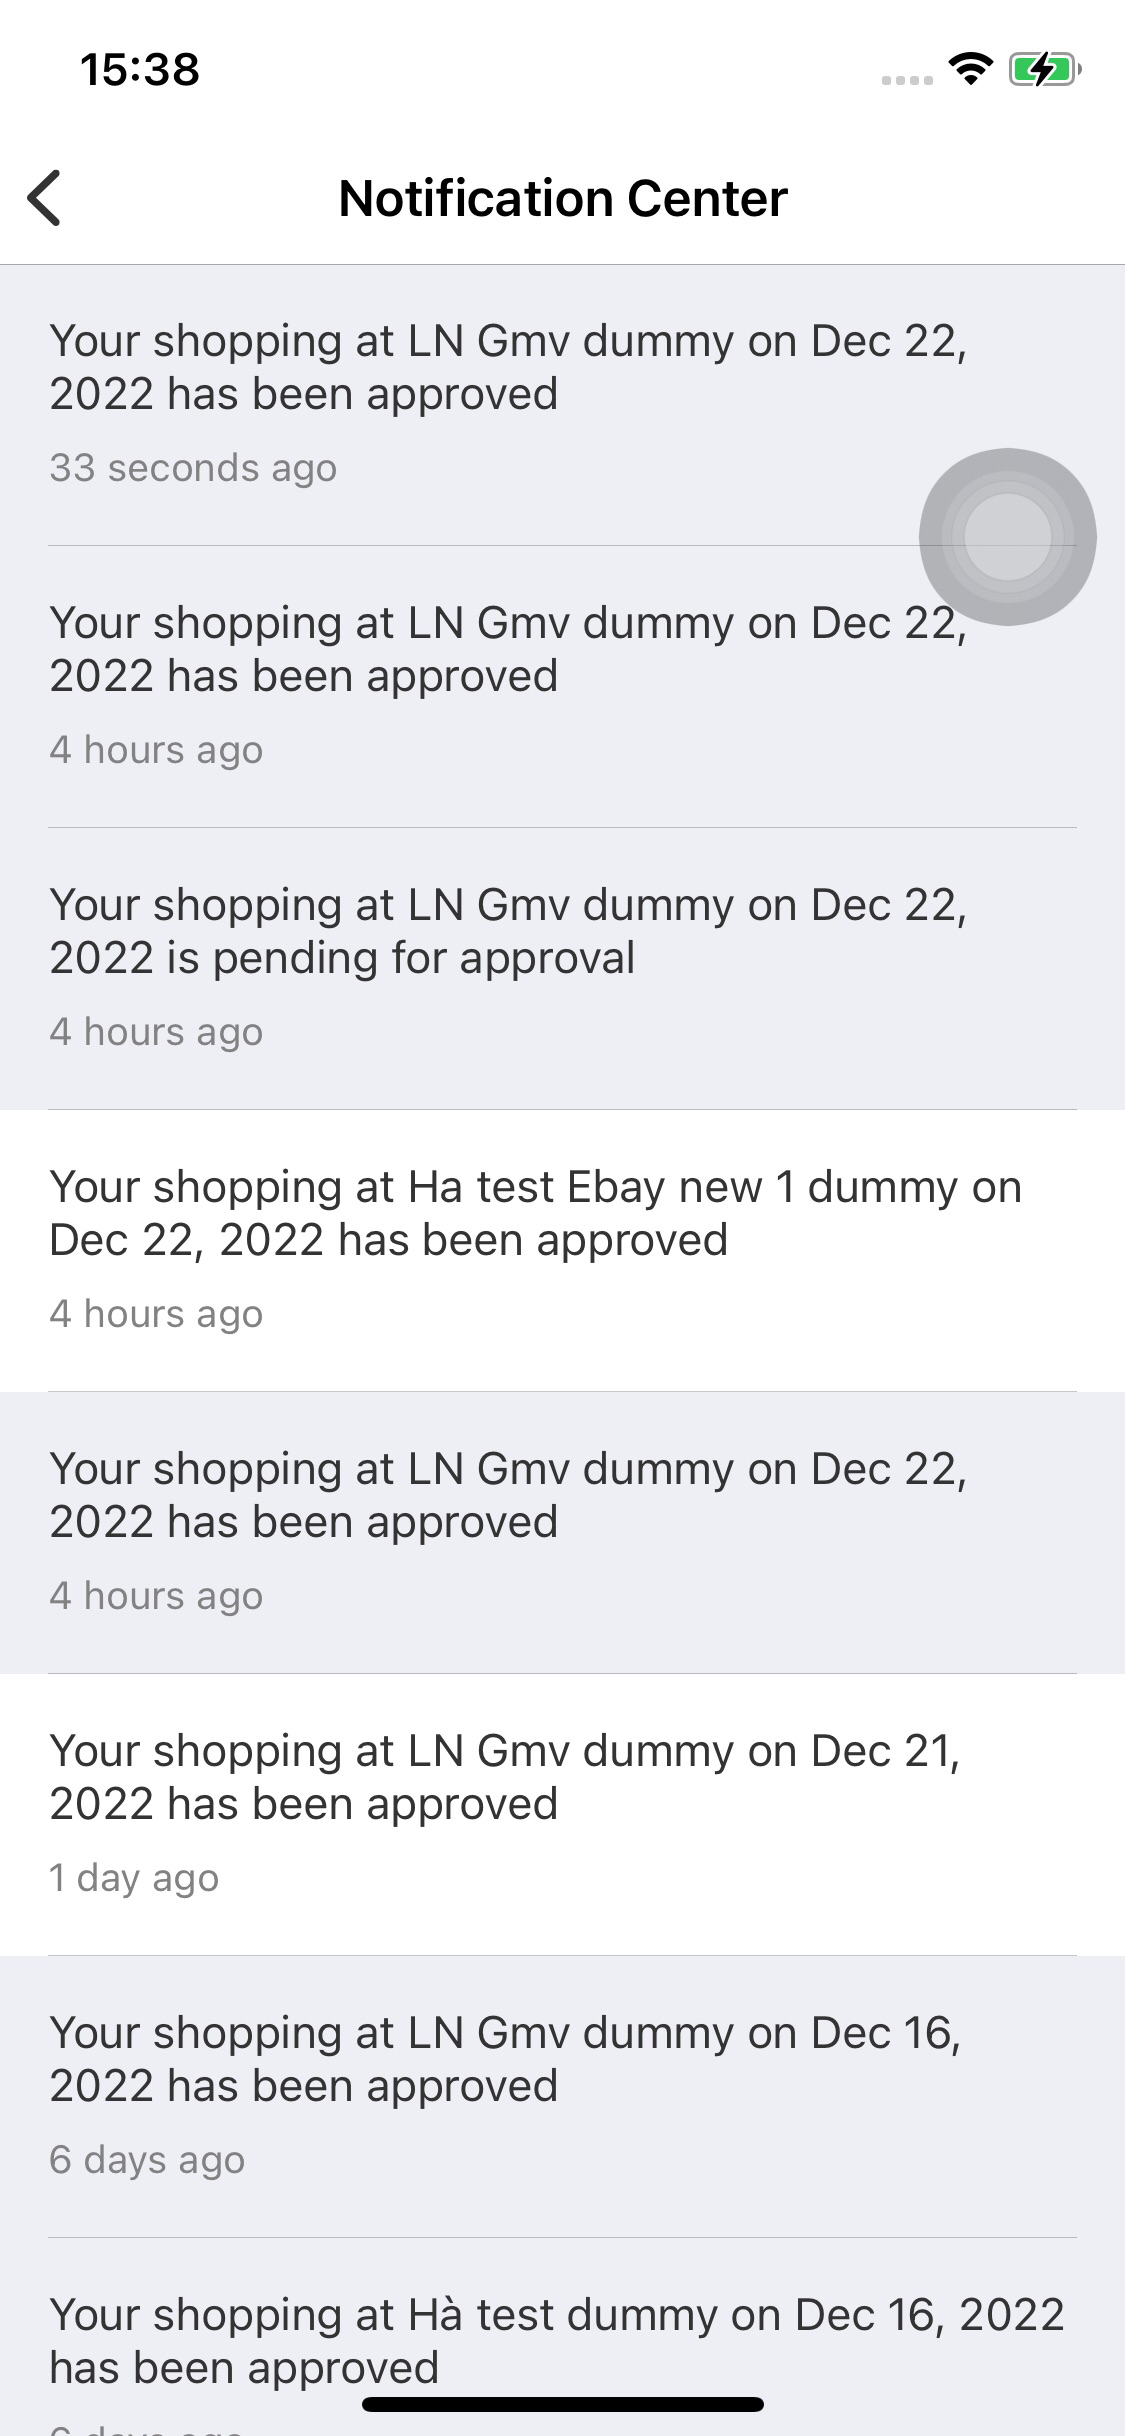 15:38
Notification Center
Your shopping at LN Gmv dummy on Dec 22,
2022 has been approved
33 seconds ago
Your shopping at LN Gmv dummy on Dec 22,
2022 has been approved
4 hours ago
Your shopping at LN Gmv dummy on Dec 22,
2022 is pending for approval
4 hours ago
Your shopping at Ha test Ebay new 1 dummy on
Dec 22, 2022 has been approved
4 hours ago
Your shopping at LN Gmv dummy on Dec 22,
2022 has been approved
4 hours ago
Your shopping at LN Gmv dummy on Dec 21,
2022 has been approved
1 day ago
Your shopping at LN Gmv dummy on Dec 16,
2022 has been approved
6 days ago
Your shopping at Hà test dummy on Dec 16, 2022
has been approved